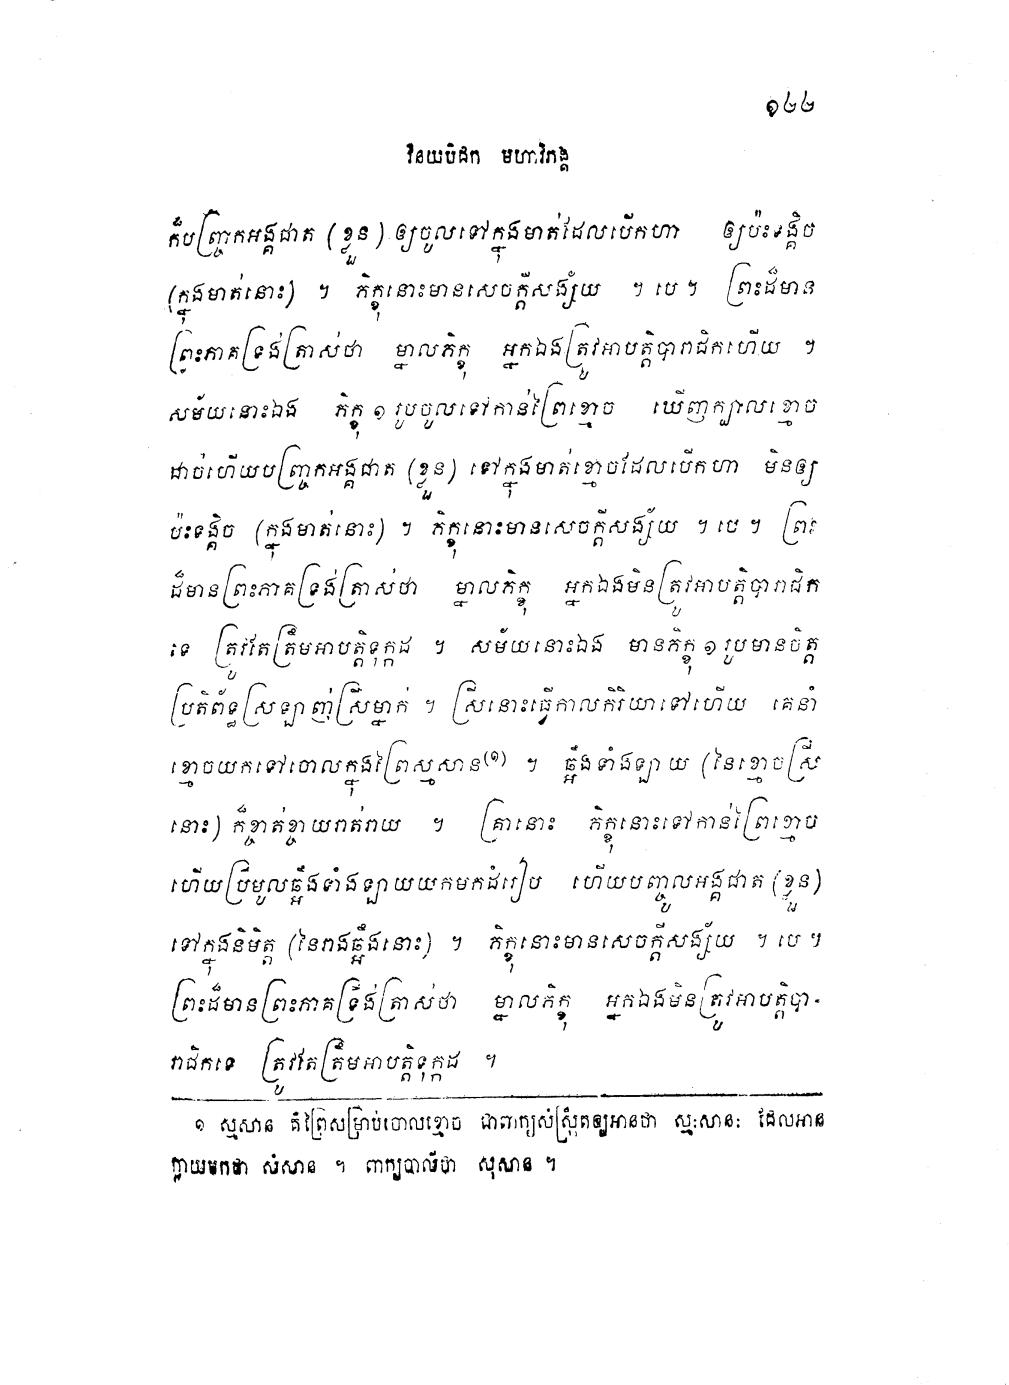 ១៤៤
វិនយបិដក មហាវិភង្គ
ក៏បញ្ជ្រកអង្គជាត (ខ្លួន) ឲ្យចូលទៅក្នុងមាត់ដែលបើកហា ឲ្យប៉ះទង្គិច
(ក្នុងមាត់នោះ) ។ ភិក្ខុនោះមានសេចក្តីសង្ស័យ ។ បេ ។ ព្រះដ៏មាន
ព្រះភាគទ្រង់ត្រាស់ថា ម្នាលភិក្ខុ អ្នកឯងត្រូវអាបត្តិបារាជិកហើយ ។
សម័យនោះឯង ភិក្ខុ ១ រូបចូលទៅកាន់ព្រៃខ្មោច ឃើញក្បាលខ្មោច
ដាច់ហើយបញ្ជ្រកអង្គជាត (ខ្លួន) ទៅក្នុងមាត់ខ្មោចដែលបើកហា មិនឲ្យ
ប៉ះទង្គិច (ក្នុងមាត់នោះ) ។ ភិក្ខុនោះមានសេចក្តីសង្ស័យ ។ បេ ។ ព្រះ
ដ៏មានព្រះភាគទ្រង់ត្រាស់ថា ម្នាលភិក្ខុ អ្នកឯងមិនត្រូវអាបត្តិបារាជិក
ទេ ត្រូវតែត្រឹមអាបត្តិទុក្កដ ។ សម័យនោះឯង មានភិក្ខុ ១ រូបមានចិត្ត
ប្រតិព័ទ្ធស្រឡាញ់ស្រីម្នាក់ ។ ស្រីនោះធ្វើកាលកិរិយាទៅហើយ គេនាំ
ខ្មោចយកទៅចោលក្នុងព្រៃស្មសាន(១) ។ ឆ្អឹងទាំងឡាយ (នៃខ្មោចស្រី
នោះ) ក៏ខ្ចាត់ខ្ចាយរាត់រាយ ។ គ្រានោះ ភិក្ខុនោះទៅកាន់ព្រៃខ្មោច
ហើយប្រមូលឆ្អឹងទាំងឡាយយកមកដំរៀប ហើយបញ្ចូលអង្គជាត (ខ្លួន)
ទៅក្នុងនិមិត្ត (នៃរាងឆ្អឹងនោះ) ។ ភិក្ខុនោះមានសេចក្តីសង្ស័យ ។ បេ ។
ព្រះដ៏មានព្រះភាគទ្រង់ត្រាស់ថា ម្នាលភិក្ខុ អ្នកឯងមិនត្រូវអាបត្តិបា-
រាជិកទេ ត្រូវតែត្រឹមអាបត្តិទុក្កដ ។
១ ស្មសាន គឺព្រៃសម្រាប់ចោលខ្មោច ជាពាក្យសំស្ក្រឹតឲ្យអានថា ស្មៈសានៈ ដែលអាន
ក្លាយមកថា សំសាន ។ ពាក្យបាលីថា សុសាន ។